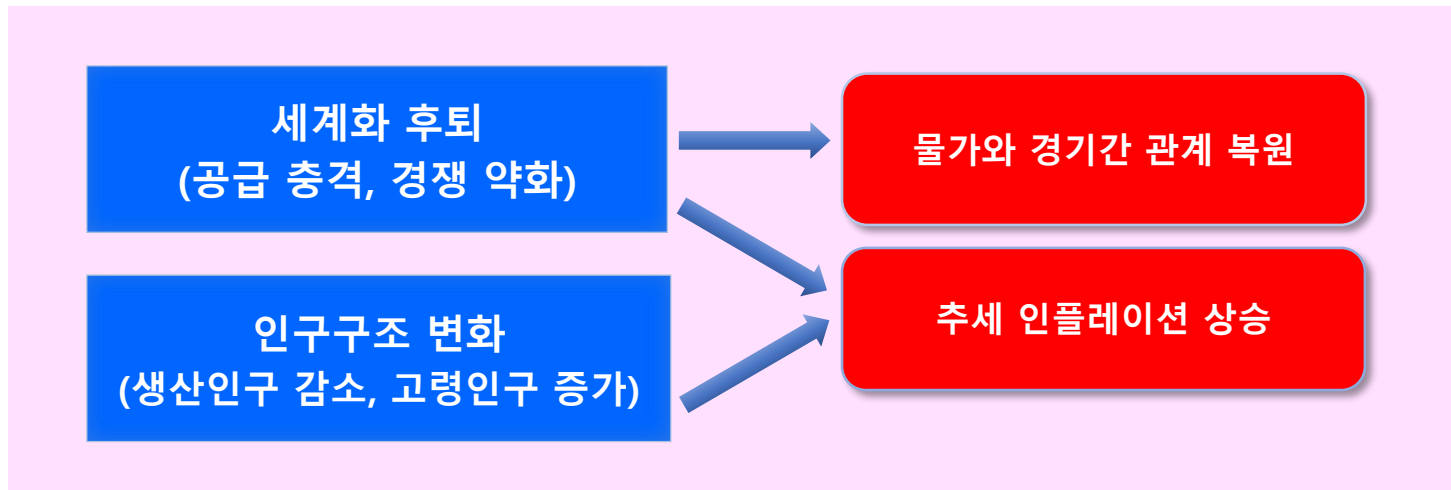 세계화 후퇴
(공급 충격, 경쟁 약화)
물가와 경기간 관계 복원
인구구조 변화
(생산인구 감소, 고령인구 증가)
추세 인플레이션 상승